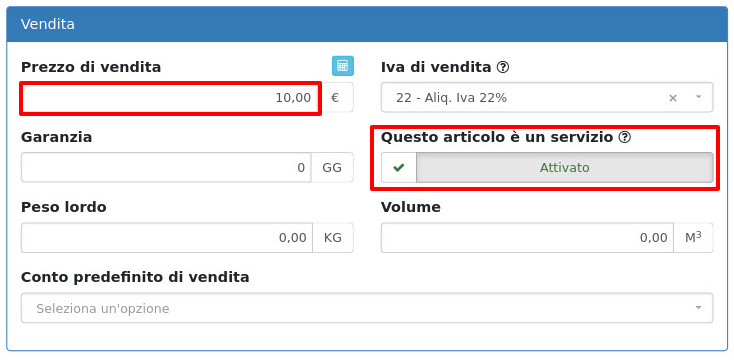 Vendita
Prezzo di vendita
Iva di vendita
10,00 €
22 - Aliq. Iva 22% ×
Garanzia
Questo articolo è un servizio
0 GG
Attivato
Peso lordo
Volume
0,00 KG
0,00 M³
Conto predefinito di vendita
Seleziona un'opzione